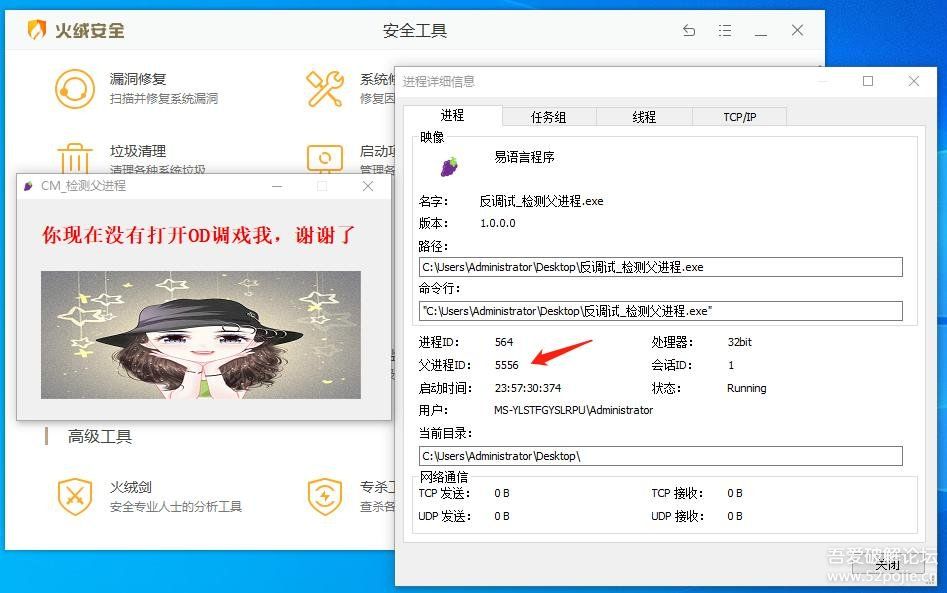 火绒安全
安全工具
漏洞修复
扫描并修复系统漏洞
垃圾清理
清理各种系统垃圾
启动项
CM_检测父进程
你现在没有打开OD调戏我，谢谢了
高级工具
火绒剑
安全专业人士的分析工具
专杀工
查杀各
进程详细信息
进程
任务组
线程
TCP/IP
映像
易语言程序
名字：
反调试_检测父进程.exe
版本：
1.0.0.0
路径：
C:\Users\Administrator\Desktop\反调试_检测父进程.exe
命令行：
"C:\Users\Administrator\Desktop\反调试_检测父进程.exe"
进程ID：
564
处理器：
32bit
父进程ID：
5556
会话ID：
1
启动时间：
23:57:30:374
状态：
Running
用户：
MS-YLSTFGYSLRPU\Administrator
当前目录：
C:\Users\Administrator\Desktop\
网络通信
TCP 发送：
0 B
TCP 接收：
0 B
UDP 发送：
0 B
UDP 接收：
0 B
关闭
吾爱破解论坛
www.52pojie.cn